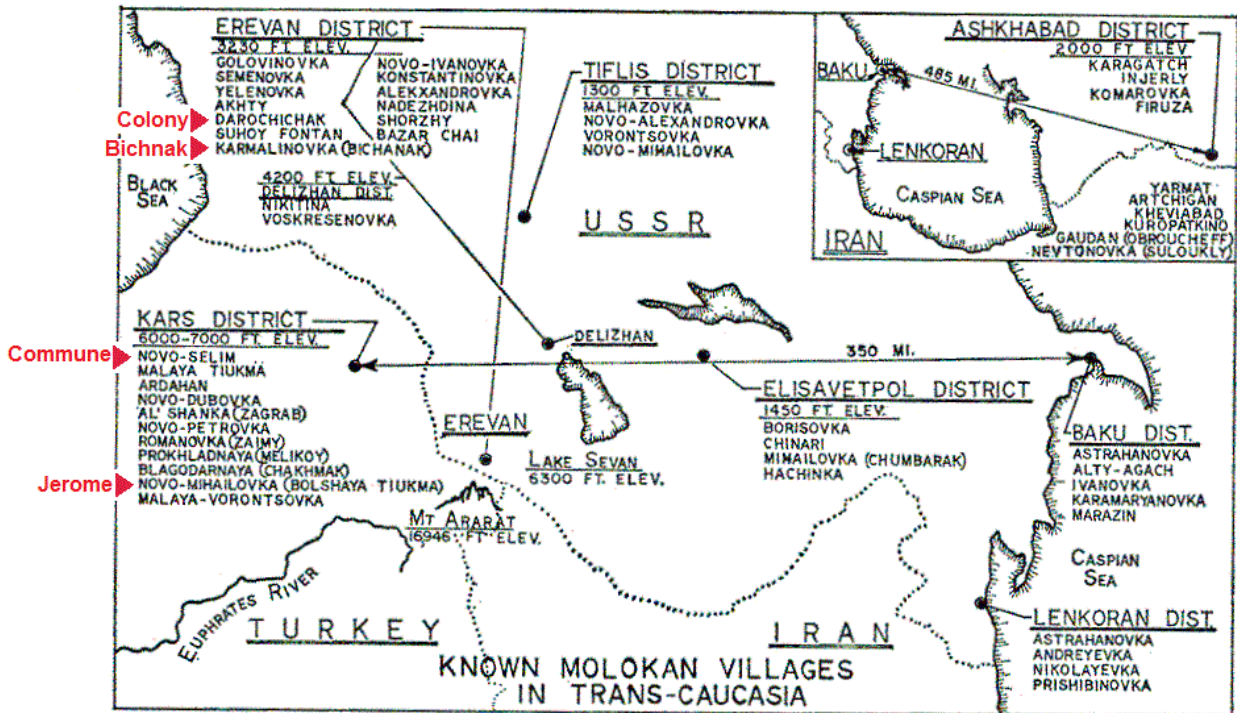 EREVAN DISTRICT
3230 FT. ELEV.
GOLOVINOVKA
SEMENOVKA
YELENOVKA
AKHTY
DAROCHICHAK
SUHOY FONTAN
KARMALINOVKA (BICHANAK)
NOVO-IVANOVKA
KONSTANTINOVKA
ALEKXANDROVKA
NADEZHDINA
SHORZHY
BAZAR CHAI
Colony
Bichnak
BLACK SEA
4200 FT. ELEV.
DELIZHAN DIST.
NIKITINA
VOSKRESENOVKA
TIFLIS DISTRICT
1300 FT. ELEV.
MALHAZOVKA
NOVO-ALEXANDROVKA
VORONTSOVKA
NOVO-MIHAILOVKA
USSR
ASHKHABAD DISTRICT
2000 FT ELEV
KARAGATCH
INJERLY
KOMAROVKA
FIRUZA
BAKU
485 MI.
LENKORAN
CASPIAN SEA
IRAN
YARMAT
ARTCHIGAN
KHEVIABAD
KUROPATKINO
GAUDAN (OBROUCHEFF)
NEVTONOVKA (SULOUKLY)
KARS DISTRICT
6000-7000 FT. ELEV.
Commune
NOVO-SELIM
MALAYA TIUKMA
ARDAHAN
NOVO-DUBOVKA
AL' SHANKA (ZAGRAB)
NOVO-PETROVKA
ROMANOVKA (ZAIMY)
PROKHLADNAYA (MELIKOY)
BLAGODARNAYA (CHAKHMAK)
Jerome
NOVO-MIHAILOVKA (BOLSHAYA TIUKMA)
MALAYA-VORONTSOVKA
DELIZHAN
350 MI.
EREVAN
LAKE SEVAN
6300 FT. ELEV.
MT ARARAT
16946 FT ELEV.
ELISAVETPOL DISTRICT
1450 FT. ELEV.
BORISOVKA
CHINARI
MIHAILOVKA (CHUMBARAK)
HACHINKA
BAKU DIST.
ASTRAHANOVKA
ALTY-AGACH
IVANOVKA
KARAMARYANOVKA
MARAZIN
CASPIAN
SEA
LENKORAN DIST.
ASTRAHANOVKA
ANDREYEVKA
NIKOLAYEVKA
PRISHIBINOVKA
EUPHRATES RIVER
TURKEY
IRAN
KNOWN MOLOKAN VILLAGES
IN TRANS-CAUCASIA